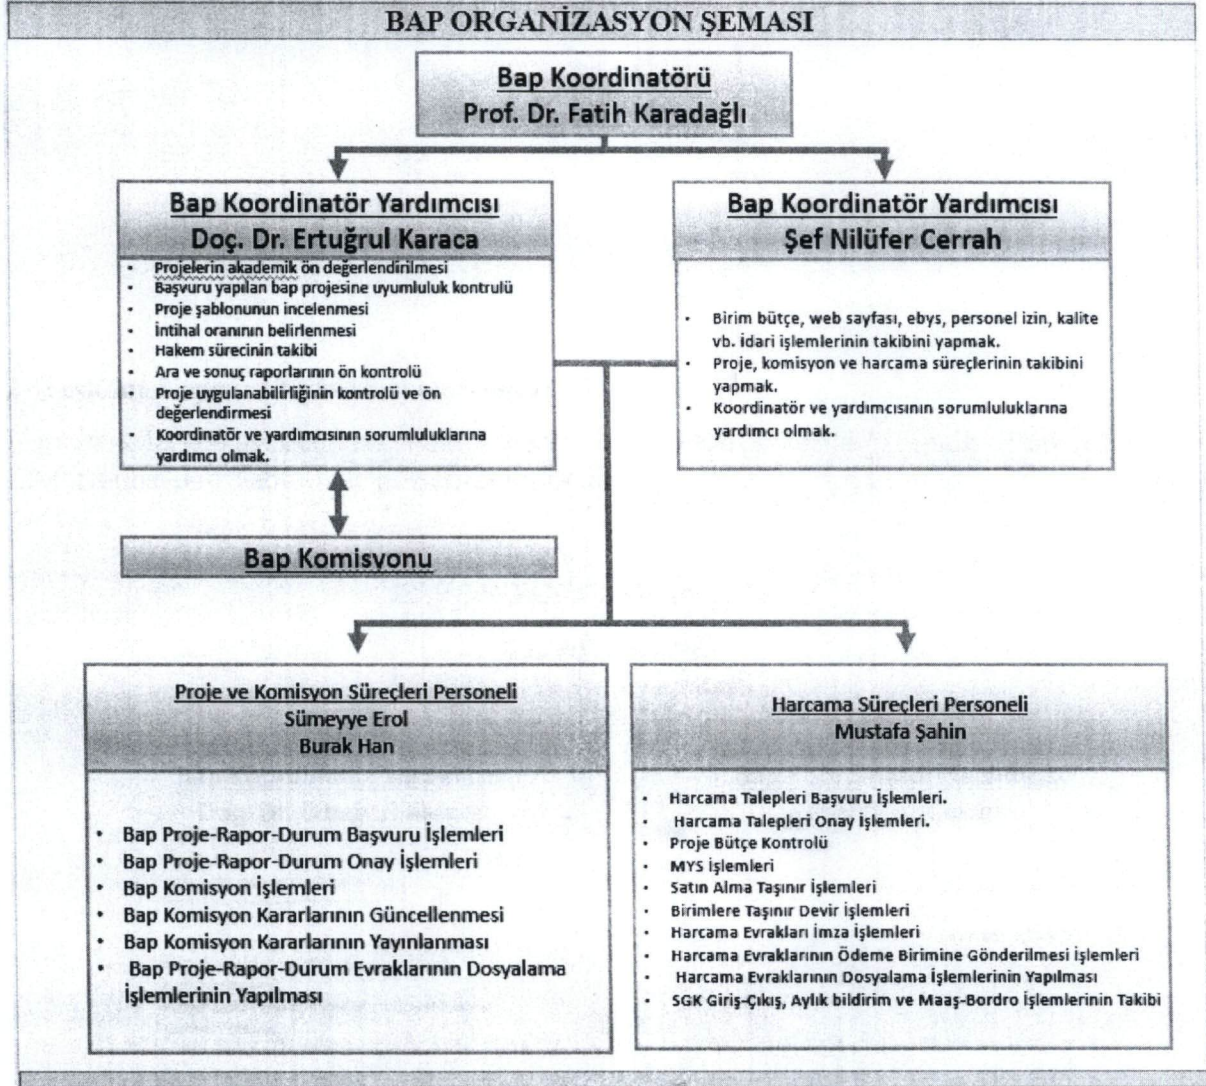 BAP ORGANİZASYON ŞEMASI
Bap Koordinatörü
Prof. Dr. Fatih Karadağlı
Bap Koordinatör Yardımcısı
Doç. Dr. Ertuğrul Karaca
• Projelerin akademik ön değerlendirilmesi
• Başvuru yapılan bap projesine uyumluluk kontrulü
• Proje şablonunun incelenmesi
• İntihal oranının belirlenmesi
• Hakem sürecinin takibi
• Ara ve sonuç raporlarının ön kontrolü
• Proje uygulanabilirliğinin kontrolü ve ön
değerlendirmesi
• Koordinatör ve yardımcısının sorumluluklarına
yardımcı olmak.
Bap Koordinatör Yardımcısı
Şef Nilüfer Cerrah
• Birim bütçe, web sayfası, ebys, personel izin, kalite
vb. İdari işlemlerinin takibini yapmak.
• Proje, komisyon ve harcama süreçlerinin takibini
yapmak.
• Koordinatör ve yardımcısının sorumluluklarına
yardımcı olmak.
Bap Komisyonu
Proje ve Komisyon Süreçleri Personeli
Sümeyye Erol
Burak Han
• Bap Proje-Rapor-Durum Başvuru İşlemleri
• Bap Proje-Rapor-Durum Onay İşlemleri
• Bap Komisyon İşlemleri
• Bap Komisyon Kararlarının Güncellenmesi
• Bap Komisyon Kararlarının Yayınlanması
• Bap Proje-Rapor-Durum Evraklarının Dosyalama
İşlemlerinin Yapılması
Harcama Süreçleri Personeli
Mustafa Şahin
• Harcama Talepleri Başvuru İşlemleri.
• Harcama Talepleri Onay İşlemleri.
• Proje Bütçe Kontrolü
• MYS İşlemleri
• Satın Alma Taşınır İşlemleri
• Birimlere Taşınır Devir İşlemleri
• Harcama Evrakları İmza İşlemleri
• Harcama Evraklarının Ödeme Birimine Gönderilmesi İşlemleri
• Harcama Evraklarının Dosyalama İşlemlerinin Yapılması
• SGK Giriş-Çıkış, Aylık bildirim ve Maaş-Bordro İşlemlerinin Takibi